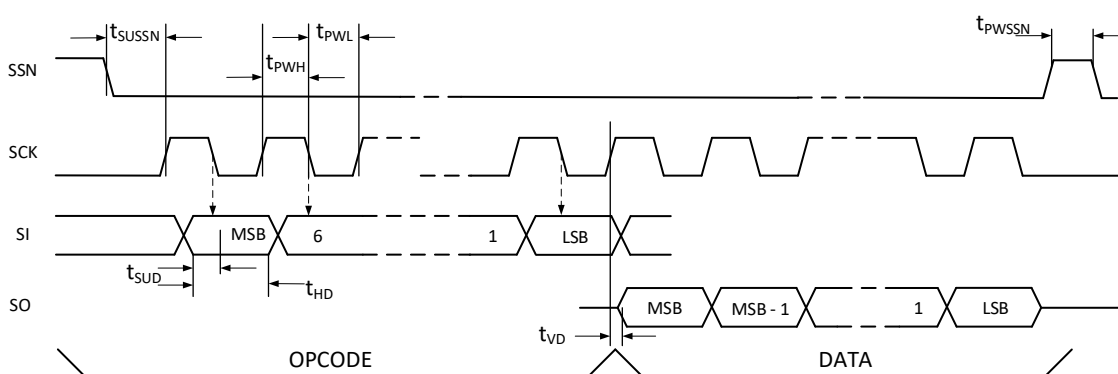 tSUSSN tPWL tPWSSN
tPWH
SSN
SCK
SI MSB 6 1 LSB
tSUD tHD
SO MSB MSB - 1 1 LSB
tVD
OPCODE DATA